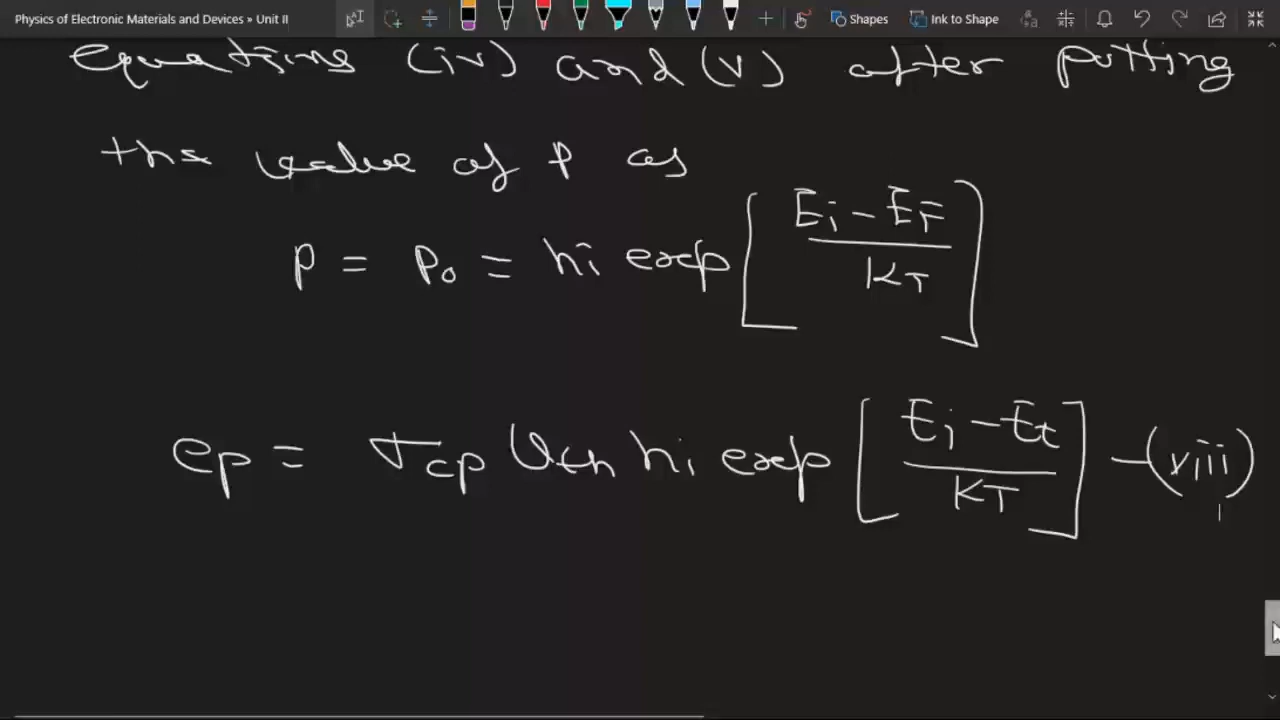 Physics of Electronic Materials and Devices » Unit II
Shapes
Ink to Shape
equations (iv) and (v) after putting
the value of p as
p = p₀ = ni exp [ (Ei - EF) / KT ]
ep = σcp υth ni exp [ (Ei - Et) / KT ] -(viii)